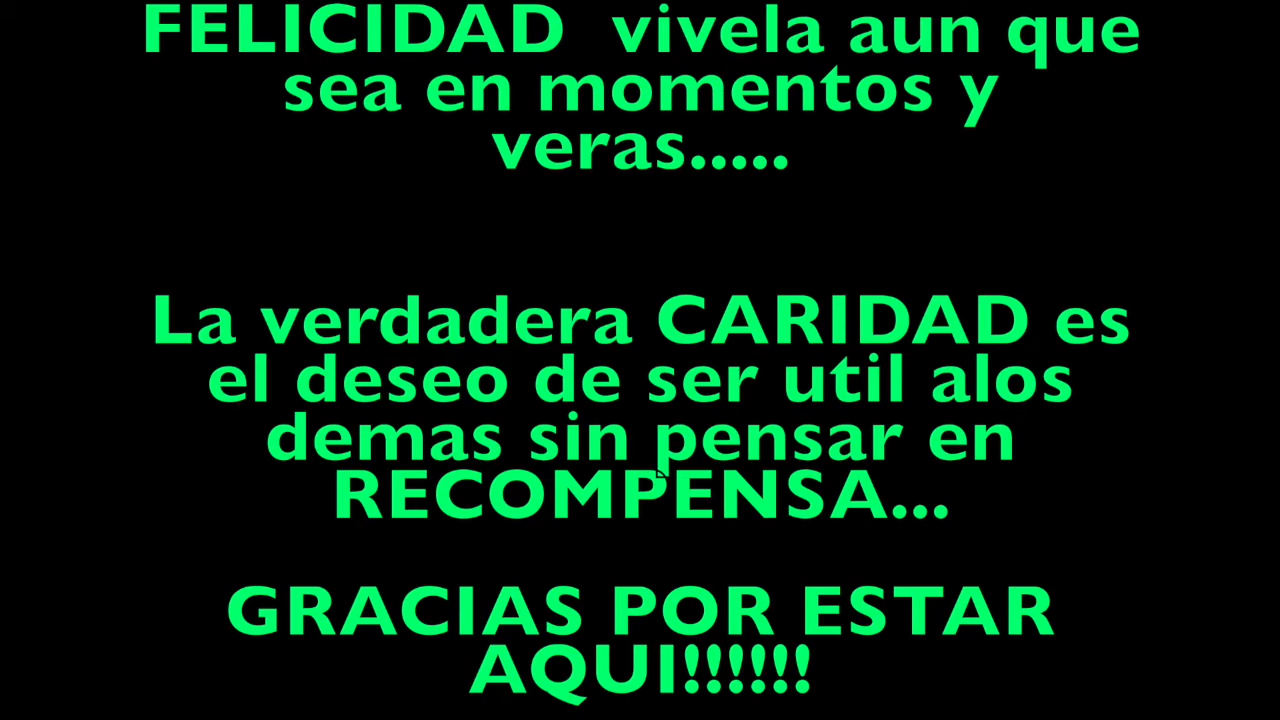 FELICIDAD vivela aun que
sea en momentos y
veras.....
La verdadera CARIDAD es
el deseo de ser util alos
demas sin pensar en
RECOMPENSA...
GRACIAS POR ESTAR
AQUI!!!!!!